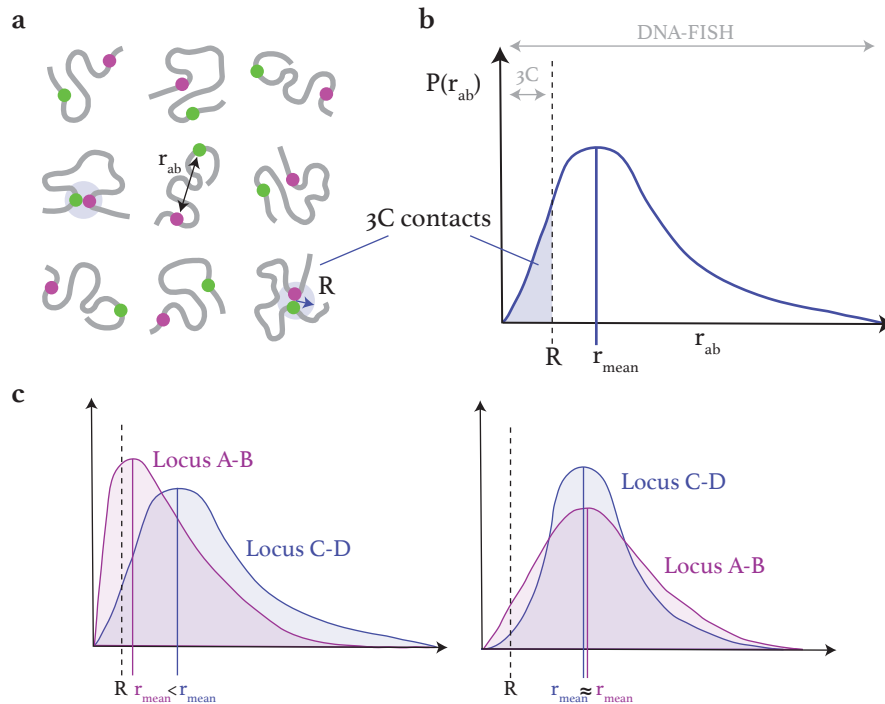 a
b
DNA-FISH
3C
P(r_ab)
r_ab
3C contacts
R
R
r_mean
r_ab
c
Locus A-B
Locus C-D
R r_mean < r_mean
Locus C-D
Locus A-B
R
r_mean ≈ r_mean